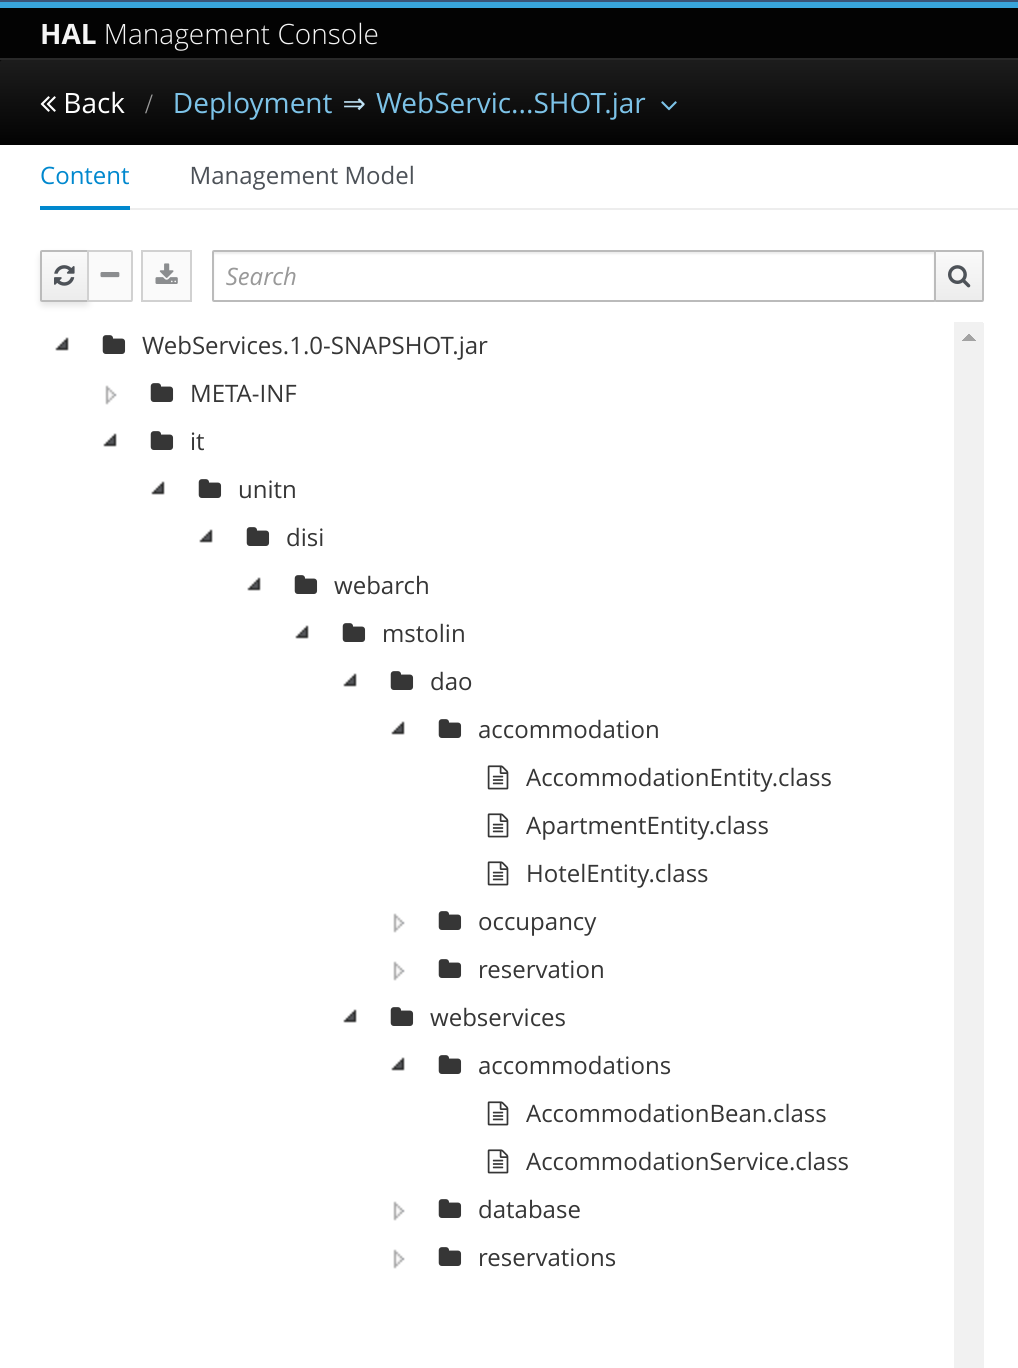 HAL Management Console
« Back / Deployment ⇒ WebServic...SHOT.jar
Content Management Model
Search
WebServices.1.0-SNAPSHOT.jar
META-INF
it
unitn
disi
webarch
mstolin
dao
accommodation
AccommodationEntity.class
ApartmentEntity.class
HotelEntity.class
occupancy
reservation
webservices
accommodations
AccommodationBean.class
AccommodationService.class
database
reservations